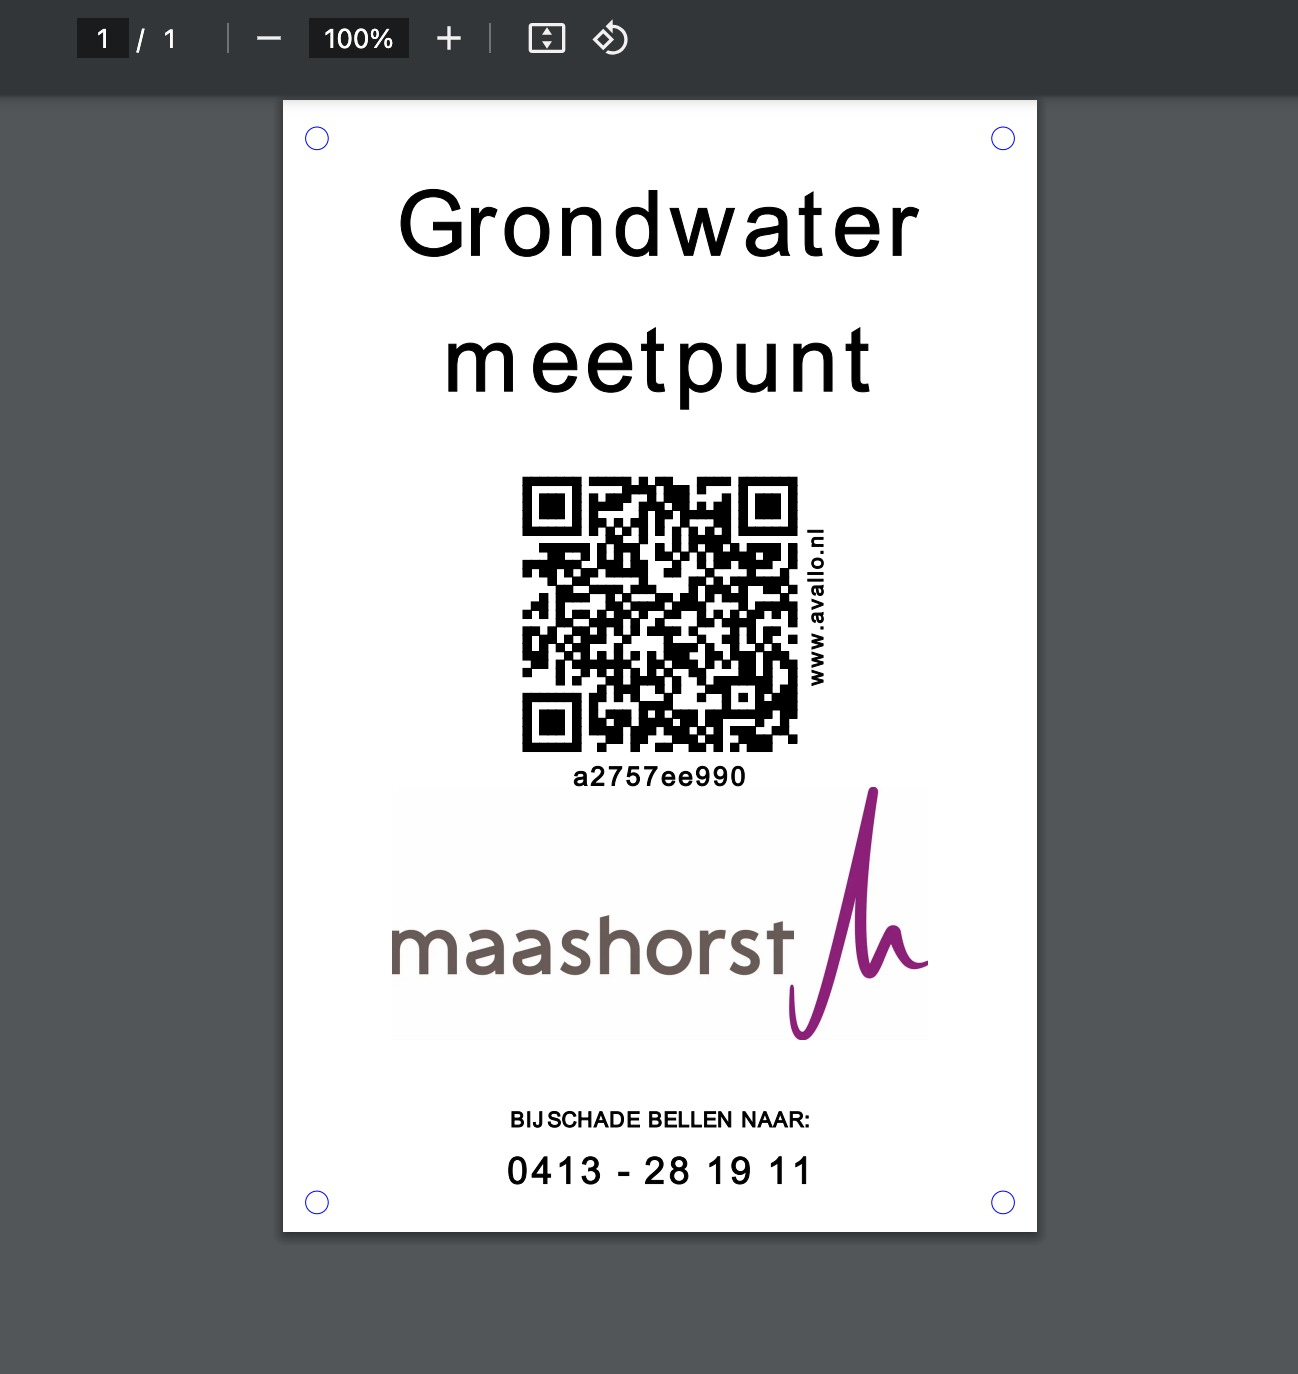 1 / 1
100%
Grondwater
meetpunt
www.avallo.nl
a2757ee990
maashorst
BIJ SCHADE BELLEN NAAR:
0413 - 28 19 11